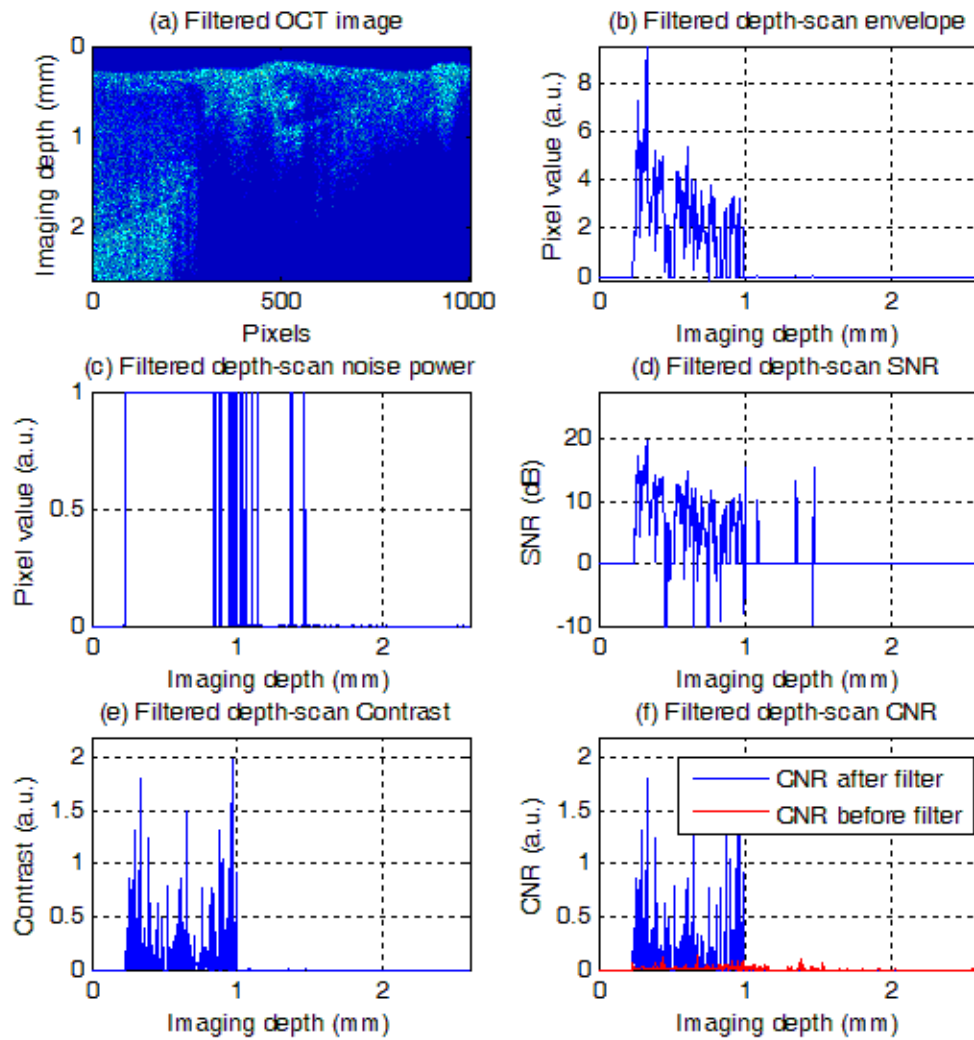 (a) Filtered OCT image
0
1
2
Imaging depth (mm)
0 500 1000
Pixels
(b) Filtered depth-scan envelope
8
6
4
2
0
Pixel value (a.u.)
0 1 2
Imaging depth (mm)
(c) Filtered depth-scan noise power
1
0.5
0
Pixel value (a.u.)
0 1 2
Imaging depth (mm)
(d) Filtered depth-scan SNR
20
10
0
-10
SNR (dB)
0 1 2
Imaging depth (mm)
(e) Filtered depth-scan Contrast
2
1.5
1
0.5
0
Contrast (a.u.)
0 1 2
Imaging depth (mm)
(f) Filtered depth-scan CNR
2
1.5
1
0.5
0
CNR (a.u.)
CNR after filter
CNR before filter
0 1 2
Imaging depth (mm)